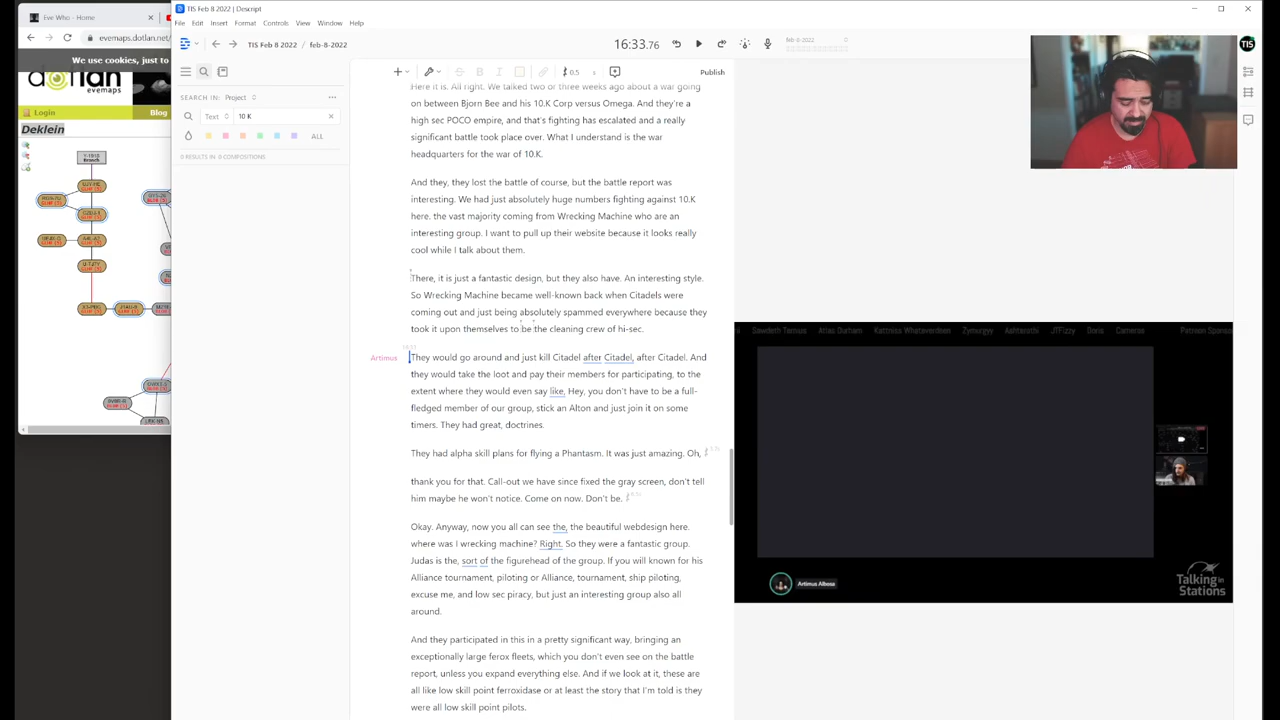 Eve Who - Home
evemaps.dotlan.net/
We use cookies, just to
dotlan
evemaps
Login
Blog
Deklein
TIS Feb 8 2022 | Descript
File Edit Insert Format Controls View Window Help
TIS Feb 8 2022 / feb-8-2022
16:33.76
feb-8-2022
TIS
0.5 s
Publish
SEARCH IN: Project
Text
10 K
ALL
0 RESULTS IN 0 COMPOSITIONS
Here it is. All right. We talked two or three weeks ago about a war going
on between Bjorn Bee and his 10.K Corp versus Omega. And they're a
high sec POCO empire, and that's fighting has escalated and a really
significant battle took place over. What I understand is the war
headquarters for the war of 10.K.
And they, they lost the battle of course, but the battle report was
interesting. We had just absolutely huge numbers fighting against 10.K
here. the vast majority coming from Wrecking Machine who are an
interesting group. I want to pull up their website because it looks really
cool while I talk about them.
There, it is just a fantastic design, but they also have. An interesting style.
So Wrecking Machine became well-known back when Citadels were
coming out and just being absolutely spammed everywhere because they
took it upon themselves to be the cleaning crew of hi-sec.
Artimus
They would go around and just kill Citadel after Citadel, after Citadel. And
they would take the loot and pay their members for participating, to the
extent where they would even say like, Hey, you don't have to be a full-
fledged member of our group, stick an Alton and just join it on some
timers. They had great, doctrines.
They had alpha skill plans for flying a Phantasm. It was just amazing. Oh,
thank you for that. Call-out we have since fixed the gray screen, don't tell
him maybe he won't notice. Come on now. Don't be.
Okay. Anyway, now you all can see the, the beautiful webdesign here.
where was I wrecking machine? Right. So they were a fantastic group.
Judas is the, sort of the figurehead of the group. If you will known for his
Alliance tournament, piloting or Alliance, tournament, ship piloting,
excuse me, and low sec piracy, but just an interesting group also all
around.
And they participated in this in a pretty significant way, bringing an
exceptionally large ferox fleets, which you don't even see on the battle
report, unless you expand everything else. And if we look at it, these are
all like low skill point feroxidase or at least the story that I'm told is they
were all low skill point pilots.
Sawoleth Ternus Atlas Durham Kattriss Whateverdoen Zynergyy Ashterothi JTFizzy Doris Cameros Patreon Sponsor
Artimus Albosa
Talking in
Stations